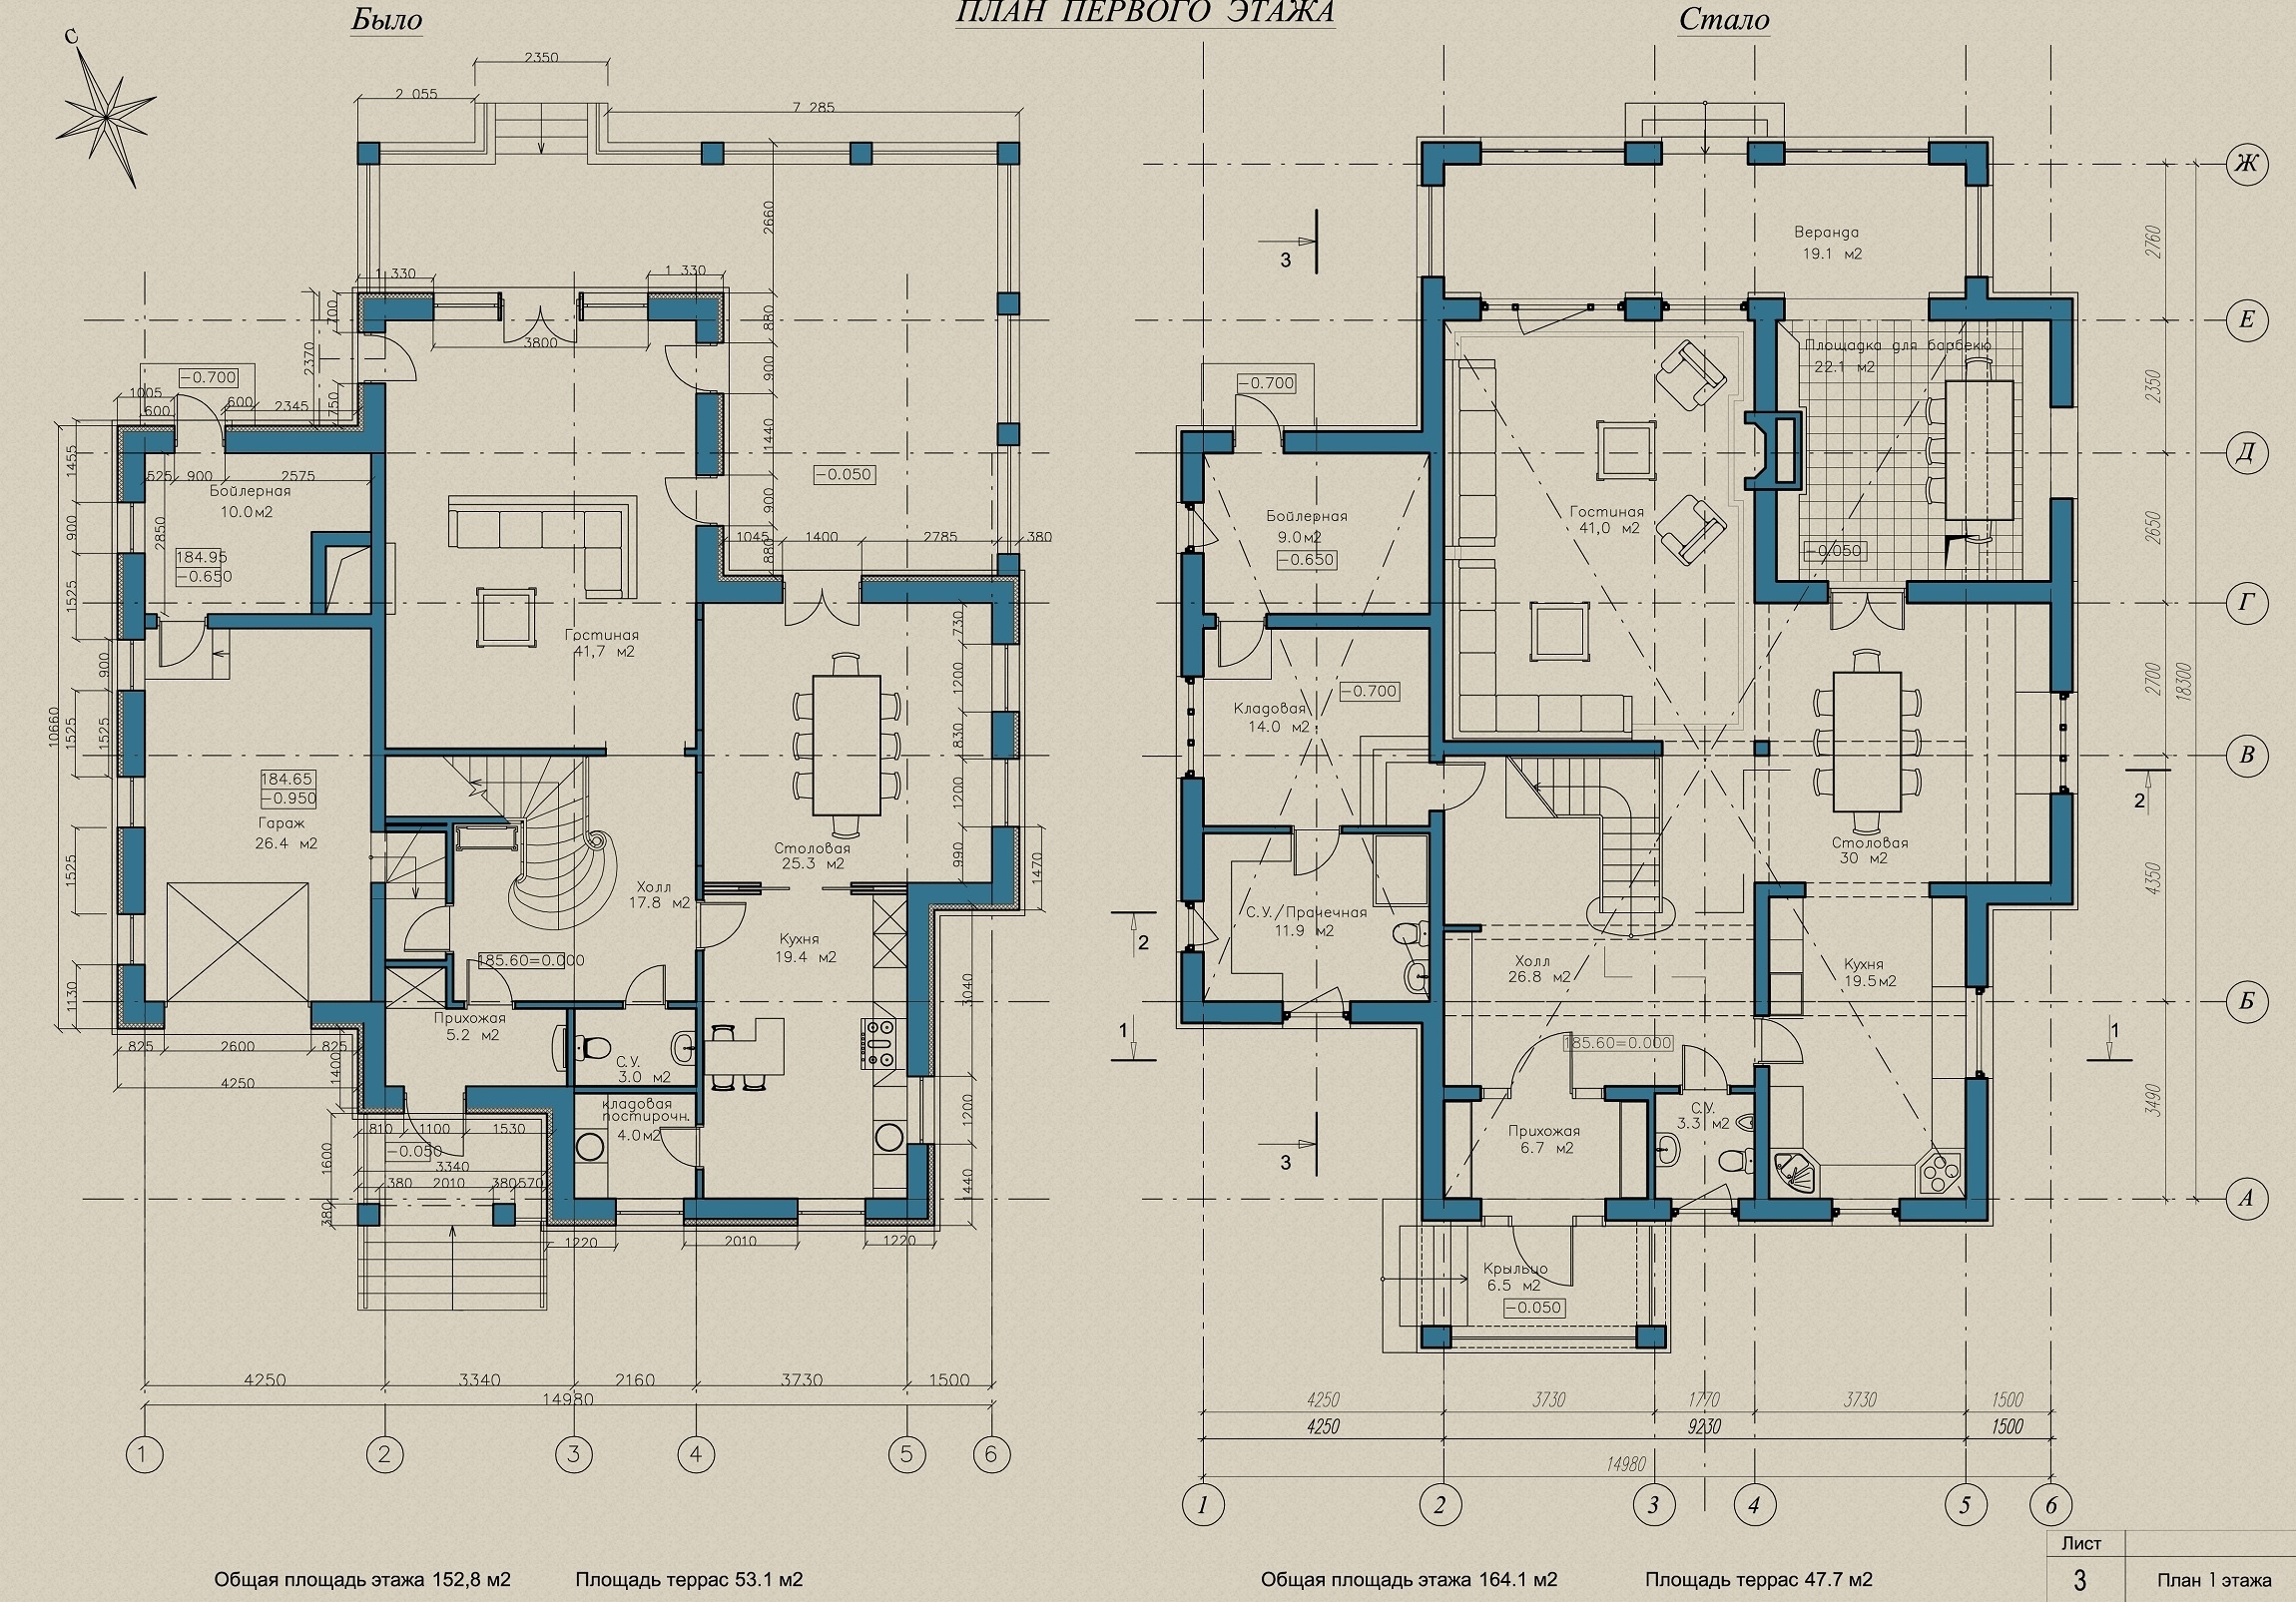 Было
ПЛАН ПЕРВОГО ЭТАЖА
Стало
С
2350
2 055
7 285
2660
1 330
1 330
700
880
3800
2370
900
750
-0.700
1005
600
600
2345
1455
1440
525
900
2575
-0.050
Бойлерная
10.0м2
900
2850
900
184.95
-0.650
1045
1400
2785
380
880
1525
Гостиная
41,7 м2
730
900
1200
10660
1525
1525
830
184.65
-0.950
1200
Гараж
26.4 м2
Столовая
25.3 м2
990
1470
1525
Холл
17.8 м2
Кухня
19.4 м2
185.60=0.000
1130
3040
Прихожая
5.2 м2
825
2600
825
1400
4250
С.У.
3.0 м2
кладовая
постирочн.
4.0м2
1200
810
1100
1530
-0.050
1600
3340
380
2010
380
570
1440
380
1220
2010
1220
4250
3340
2160
3730
1500
14980
1
2
3
4
5
6
Общая площадь этажа 152,8 м2
Площадь террас 53.1 м2
Ж
Веранда
19.1 м2
3
2760
Е
Площадка для барбекю
22.1 м2
-0.700
2350
Д
Гостиная
41,0 м2
Бойлерная
9.0м2
-0.650
-0.050
2650
Г
-0.700
Кладовая
14.0 м2
2700
18300
В
2
Столовая
30 м2
4350
С.У./Прачечная
11.9 м2
2
Холл
26.8 м2
Кухня
19.5м2
Б
1
185.60=0.000
1
3490
С.У.
3.3 м2
Прихожая
6.7 м2
3
А
Крыльцо
6.5 м2
-0.050
4250
3730
1770
3730
1500
4250
9230
1500
14980
1
2
3
4
5
6
Общая площадь этажа 164.1 м2
Площадь террас 47.7 м2
Лист
3
План 1 этажа